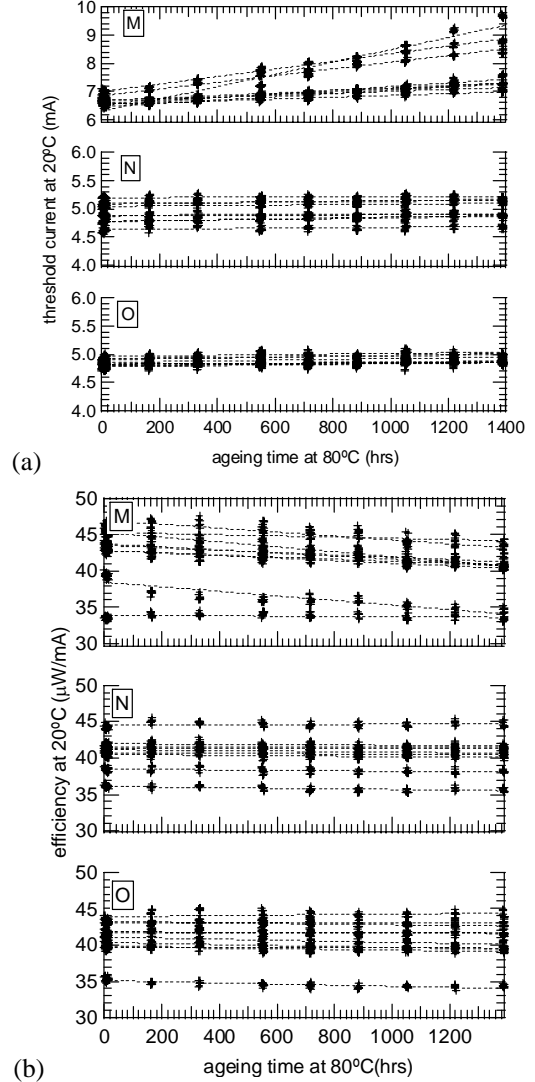 M
10
9
8
7
6
threshold current at 20ºC (mA)
N
6.0
5.5
5.0
4.5
4.0
O
6.0
5.5
5.0
4.5
4.0
0 200 400 600 800 1000 1200 1400
ageing time at 80ºC (hrs)
(a)
M
50
45
40
35
30
efficiency at 20ºC (µW/mA)
N
50
45
40
35
30
O
50
45
40
35
30
0 200 400 600 800 1000 1200
ageing time at 80ºC(hrs)
(b)